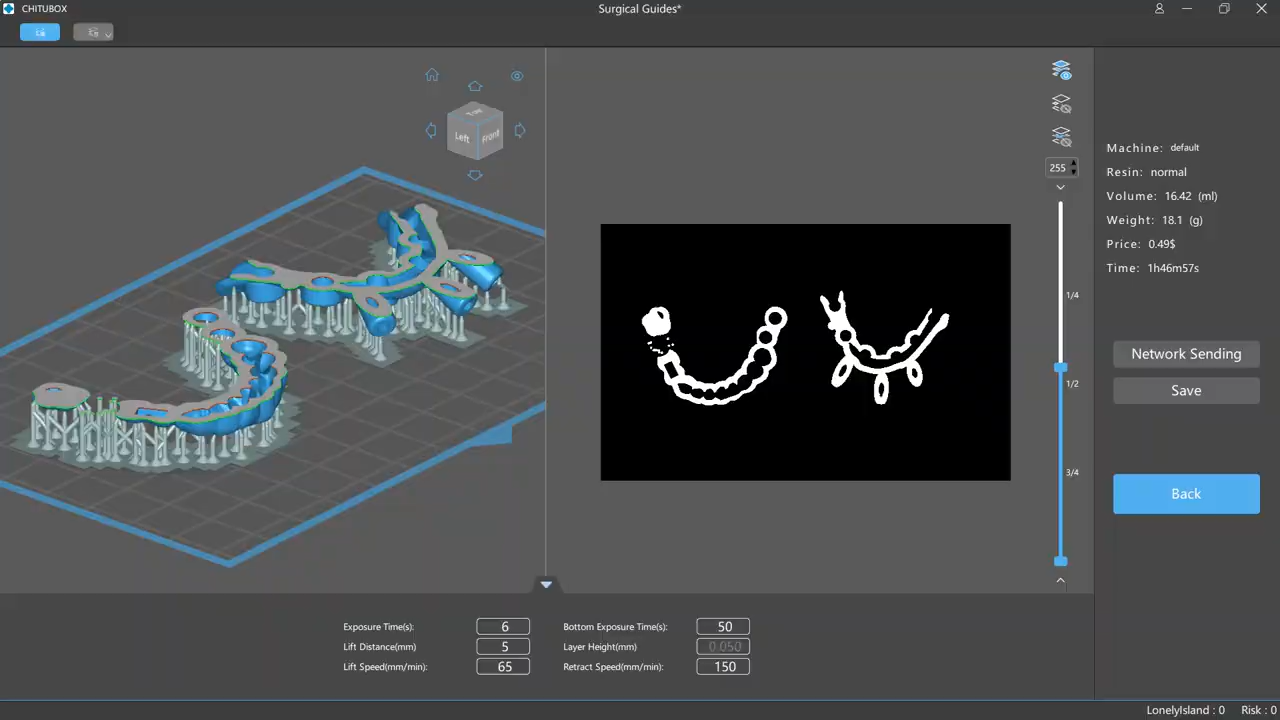 CHITUBOX
Surgical Guides*
Left
Front
255
1/4
1/2
3/4
Machine: default
Resin: normal
Volume: 16.42 (ml)
Weight: 18.1 (g)
Price: 0.49$
Time: 1h46m57s
Network Sending
Save
Back
Exposure Time(s): 6
Bottom Exposure Time(s): 50
Lift Distance(mm) 5
Layer Height(mm) 0.050
Lift Speed(mm/min): 65
Retract Speed(mm/min): 150
LonelyIsland : 0 Risk : 0